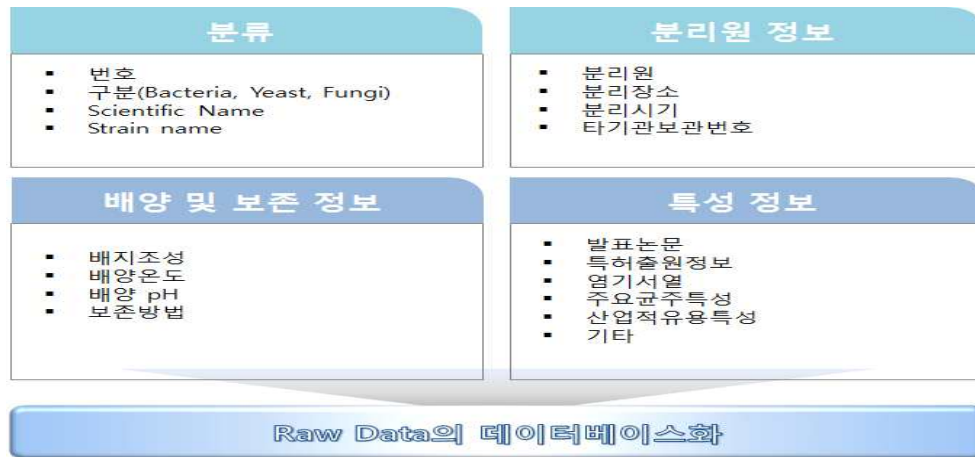 분류
▪ 번호
▪ 구분(Bacteria, Yeast, Fungi)
▪ Scientific Name
▪ Strain name
분리원 정보
▪ 분리원
▪ 분리장소
▪ 분리시기
▪ 타기관보관번호
배양 및 보존 정보
▪ 배지조성
▪ 배양온도
▪ 배양 pH
▪ 보존방법
특성 정보
▪ 발표논문
▪ 특허출원정보
▪ 염기서열
▪ 주요균주특성
▪ 산업적유용특성
▪ 기타
Raw Data의 데이터베이스화